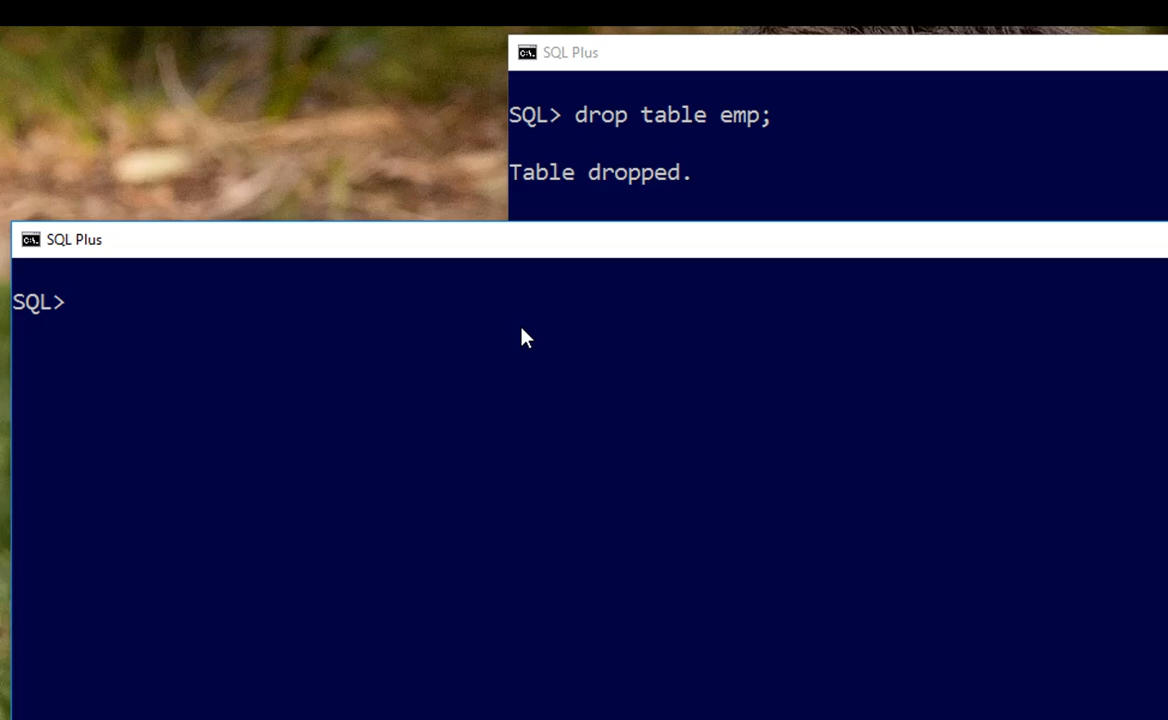 SQL Plus
SQL> drop table emp;
Table dropped.
SQL Plus
SQL>